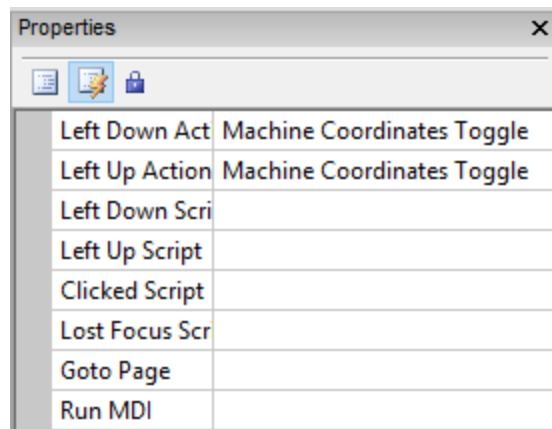 Properties
Left Down Act Machine Coordinates Toggle
Left Up Action Machine Coordinates Toggle
Left Down Scri
Left Up Script
Clicked Script
Lost Focus Scri
Goto Page
Run MDI